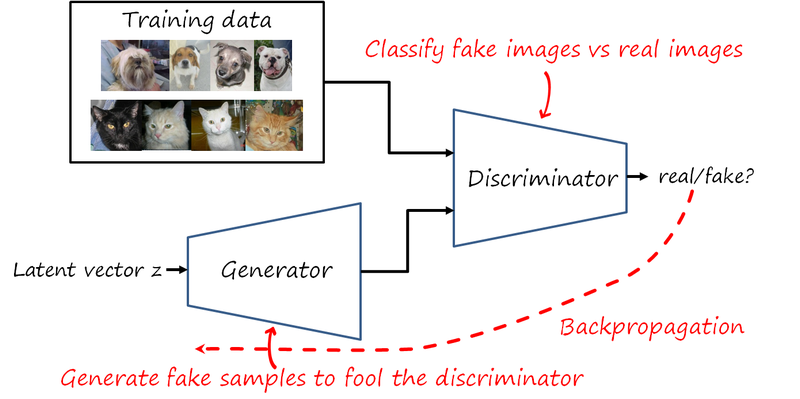 Training data
Classify fake images vs real images
Discriminator
real/fake?
Latent vector z
Generator
Backpropagation
Generate fake samples to fool the discriminator